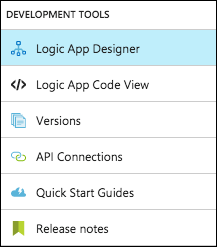 DEVELOPMENT TOOLS
Logic App Designer
Logic App Code View
Versions
API Connections
Quick Start Guides
Release notes